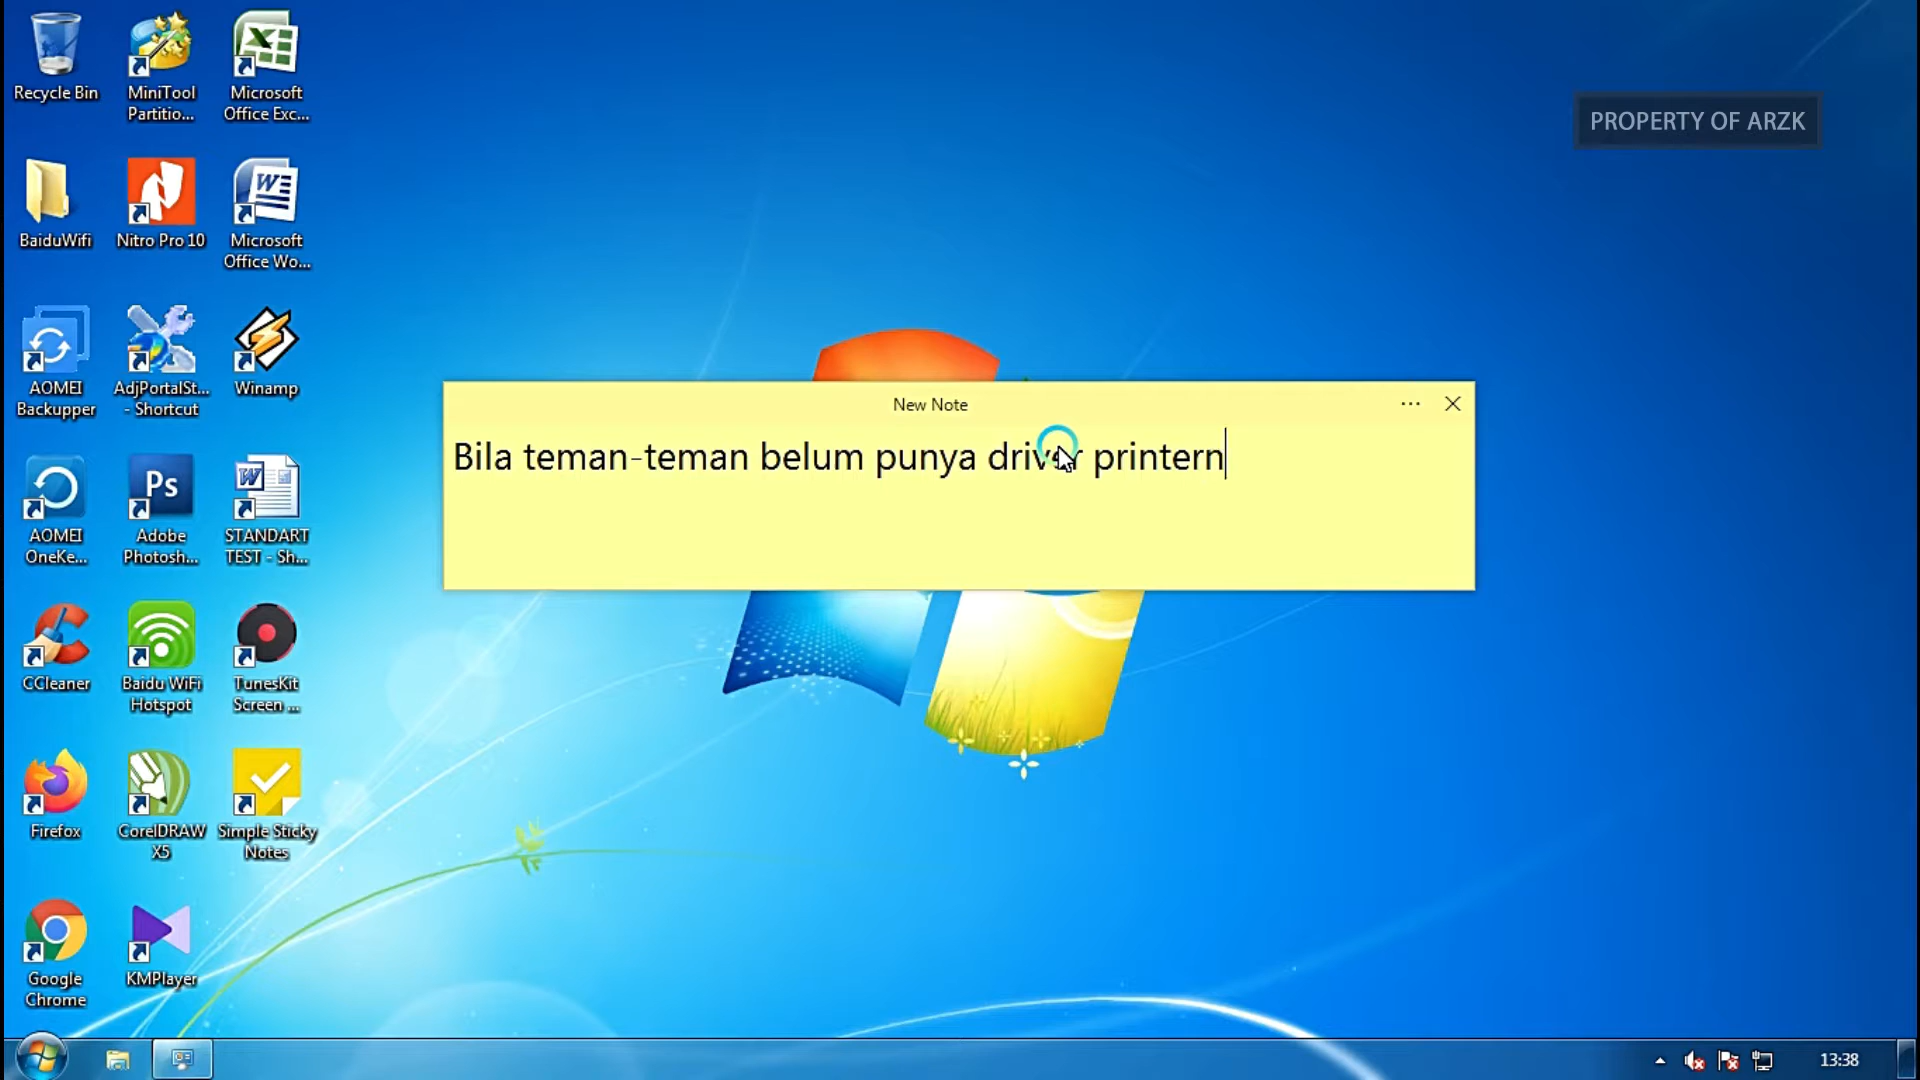 Recycle Bin
MiniTool
Partitio...
Microsoft
Office Exc...
PROPERTY OF ARZK
BaiduWifi
Nitro Pro 10
Microsoft
Office Wo...
AOMEI
Backupper
AdjPortalSt...
- Shortcut
Winamp
New Note
Bila teman-teman belum punya driver printern
AOMEI
OneKe...
Ps
Adobe
Photosh...
STANDART
TEST - Sh...
CCleaner
Baidu WiFi
Hotspot
TunesKit
Screen ...
Firefox
CorelDRAW
X5
Simple Sticky
Notes
Google
Chrome
KMPlayer
13:38